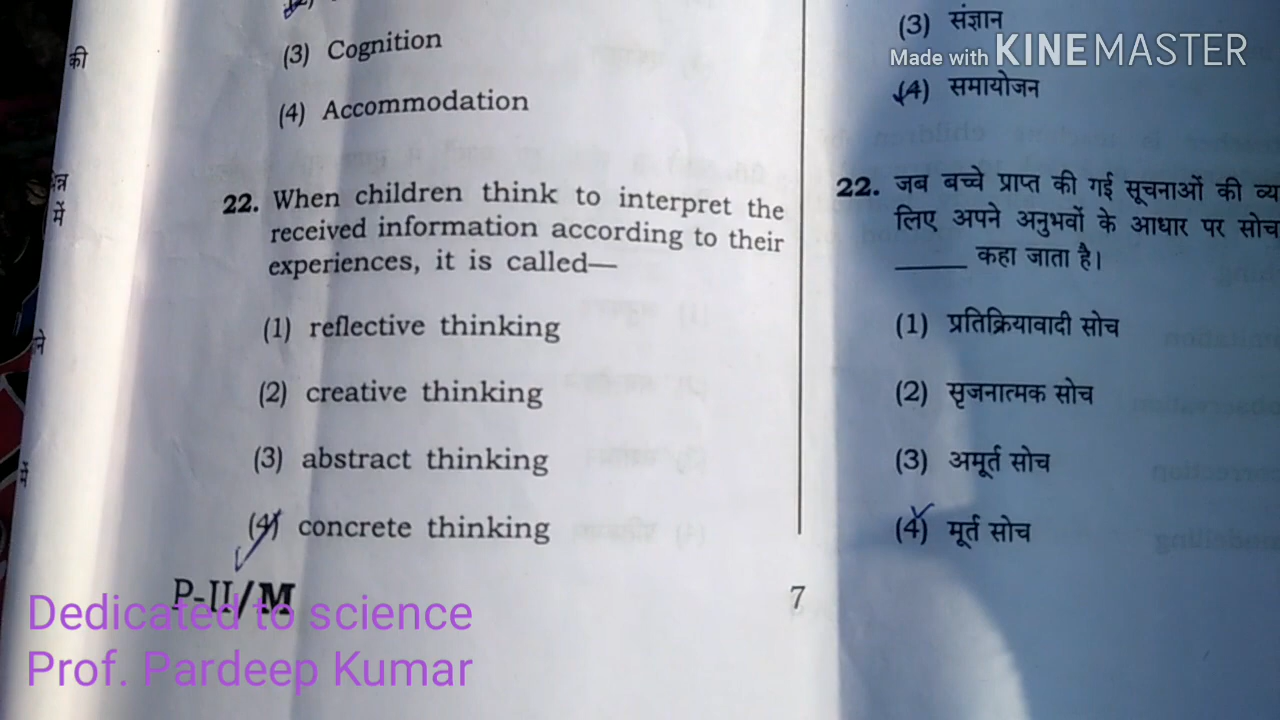 की
(3) Cognition
(4) Accommodation
में
22. When children think to interpret the
received information according to their
experiences, it is called—
(1) reflective thinking
(2) creative thinking
(3) abstract thinking
(4) concrete thinking
में
P-II/M
7
(3) संज्ञान
Made with KINEMASTER
(4) समायोजन
22. जब बच्चे प्राप्त की गई सूचनाओं की
लिए अपने अनुभवों के आधार पर सोच
_____ कहा जाता है।
(1) प्रतिक्रियावादी सोच
(2) सृजनात्मक सोच
(3) अमूर्त सोच
(4) मूर्त सोच
Dedicated to science
Prof. Pardeep Kumar